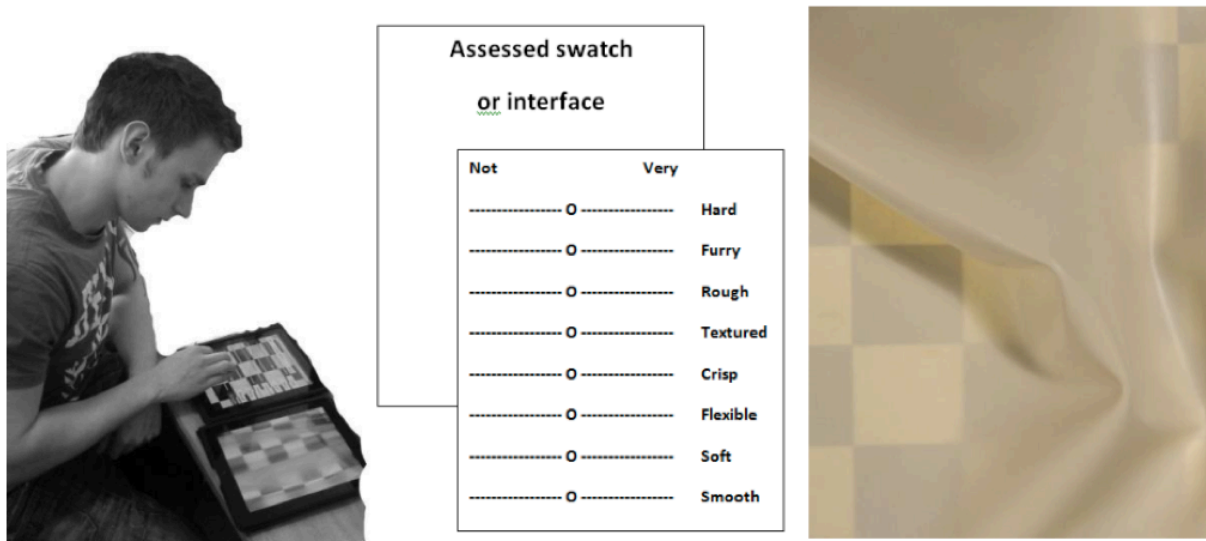 Assessed swatch
or interface
Not Very
------------------ O ------------------ Hard
------------------ O ------------------ Furry
------------------ O ------------------ Rough
------------------ O ------------------ Textured
------------------ O ------------------ Crisp
------------------ O ------------------ Flexible
------------------ O ------------------ Soft
------------------ O ------------------ Smooth